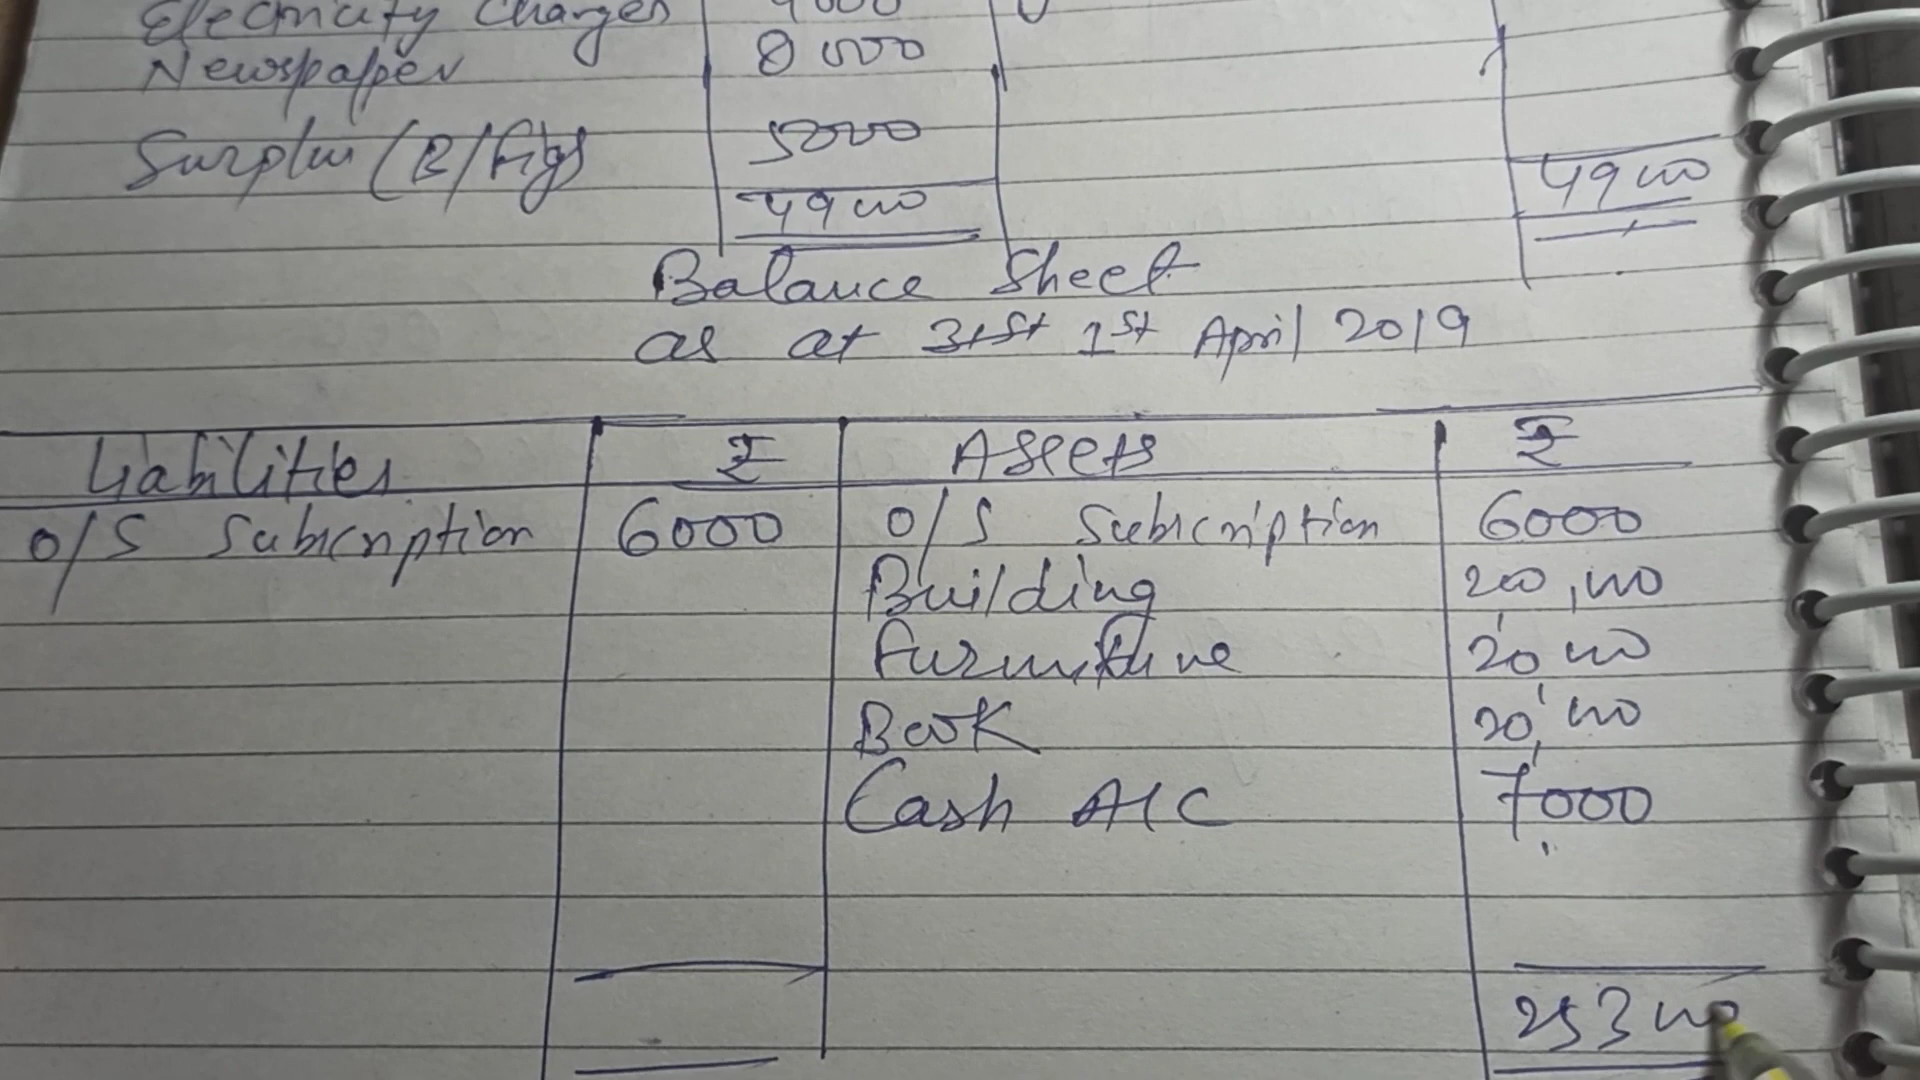 Electricity Charges 4000
Newspaper 8000
Surplus (B/fig) 5000
49000 49000
Balance Sheet
as at 31st 1st April 2019
Liabilities ₹ Assets ₹
O/S Subscription 6000 O/S Subscription 6000
Building 200,000
Furniture 20,000
Book 20,000
Cash A/C 7000
253000